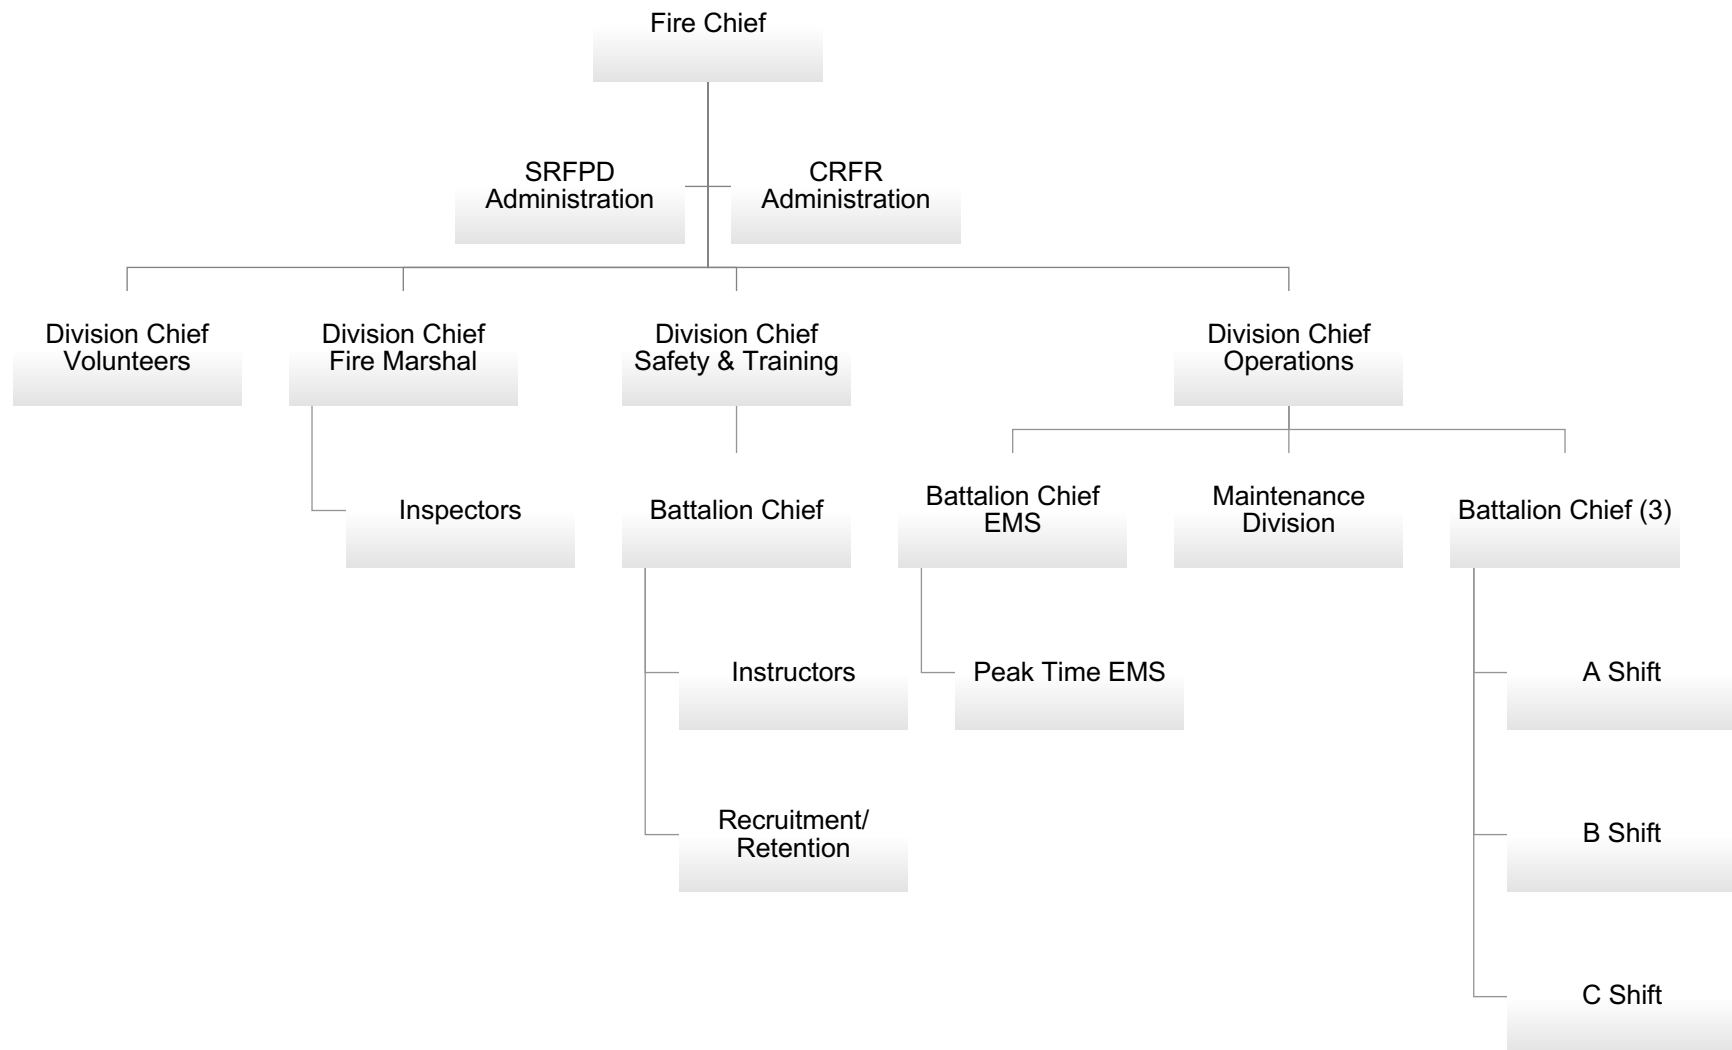 Fire Chief
SRFPD
Administration
CRFR
Administration
Division Chief
Volunteers
Division Chief
Fire Marshal
Division Chief
Safety & Training
Division Chief
Operations
Inspectors
Battalion Chief
Battalion Chief
EMS
Maintenance
Division
Battalion Chief (3)
Instructors
Peak Time EMS
A Shift
Recruitment/
Retention
B Shift
C Shift